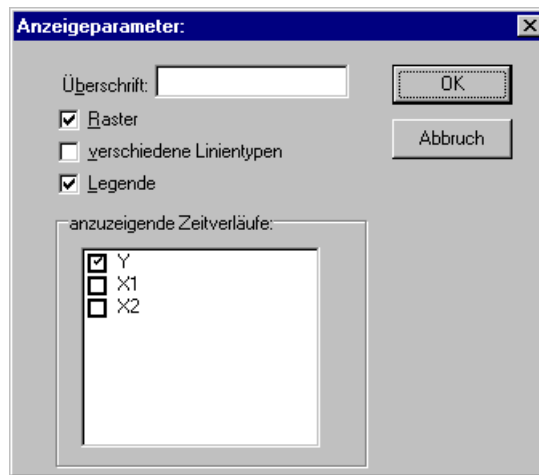 Anzeigeparameter:
Überschrift:
OK
Raster
Abbruch
verschiedene Linientypen
Legende
anzuzeigende Zeitverläufe:
Y
X1
X2